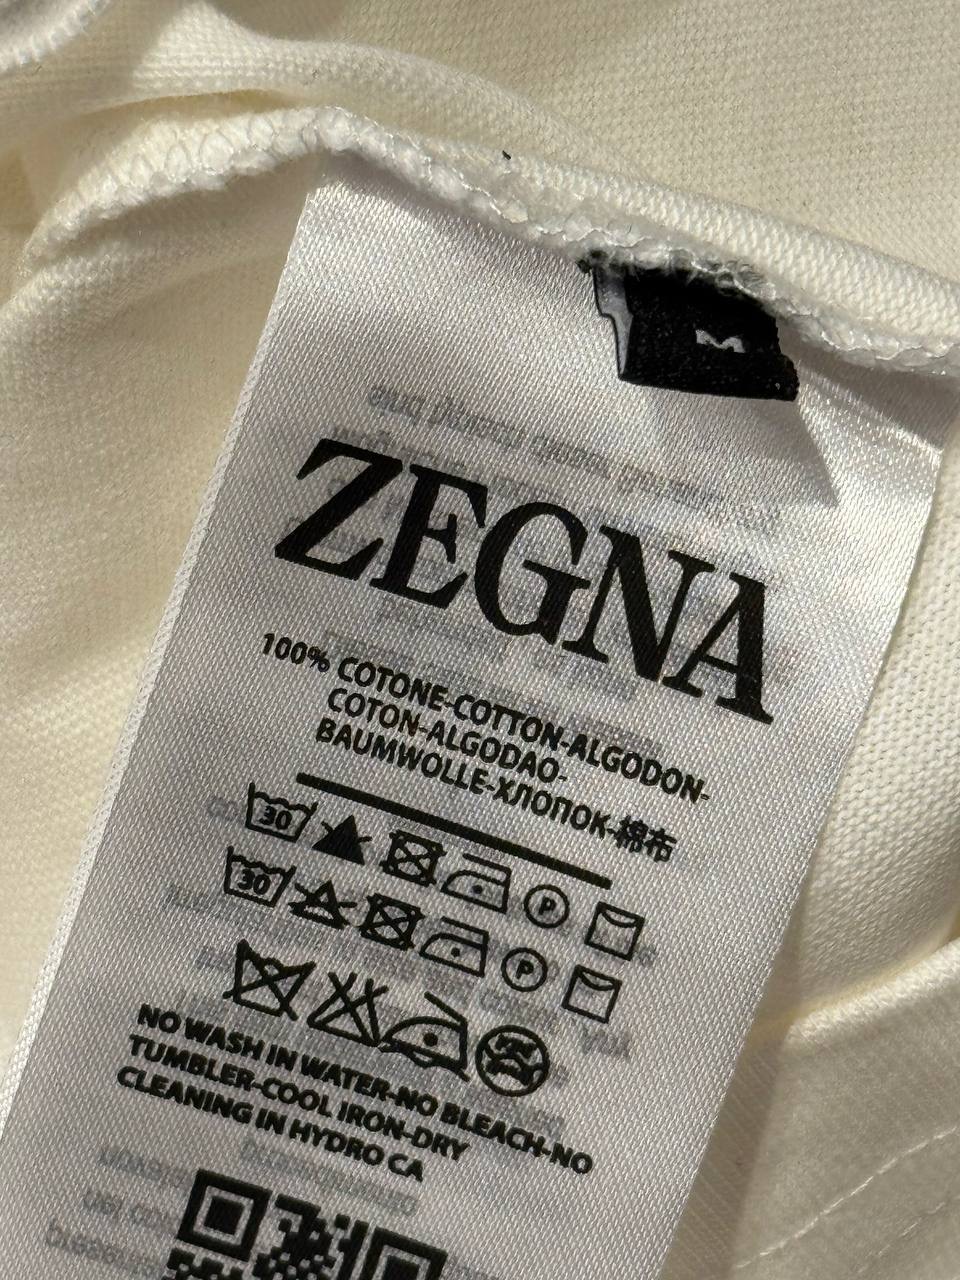 M
ZEGNA
100% COTONE-COTTON-ALGODON-
COTON-ALGODAO-
BAUMWOLLE-ХЛОПОК-棉布
30 P
30 P
NO WASH IN WATER-NO BLEACH-NO
TUMBLER-COOL IRON-DRY
CLEANING IN HYDRO CA